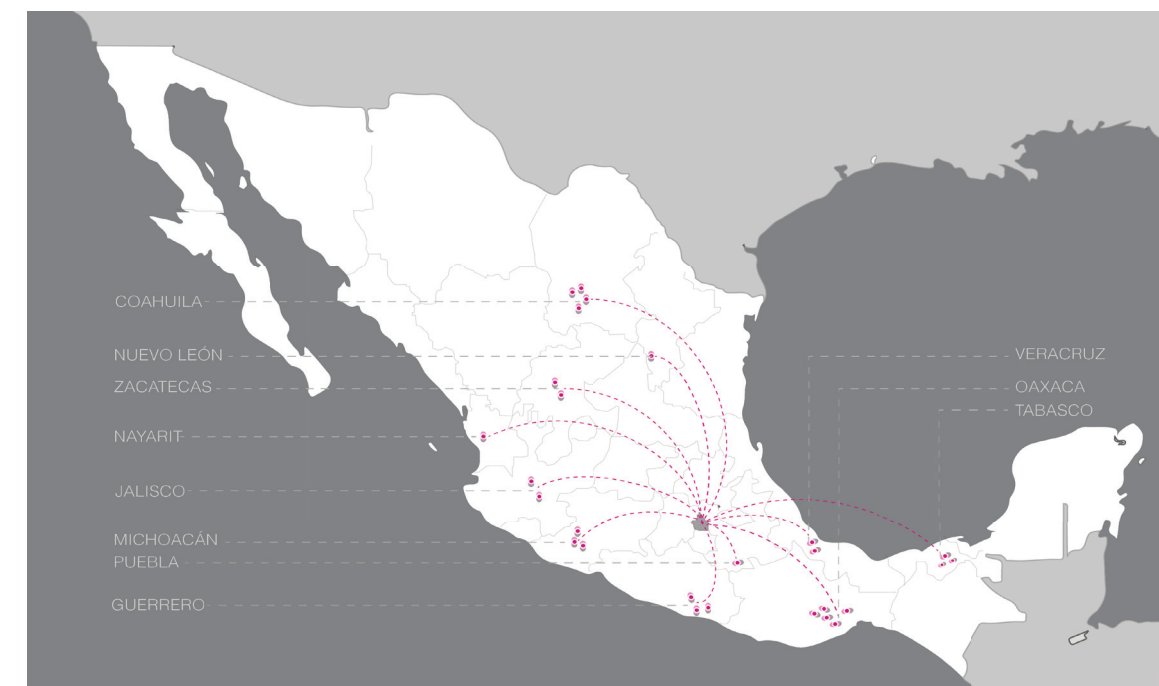 COAHUILA
NUEVO LEÓN
ZACATECAS
NAYARIT
JALISCO
MICHOACÁN
PUEBLA
GUERRERO
VERACRUZ
OAXACA
TABASCO